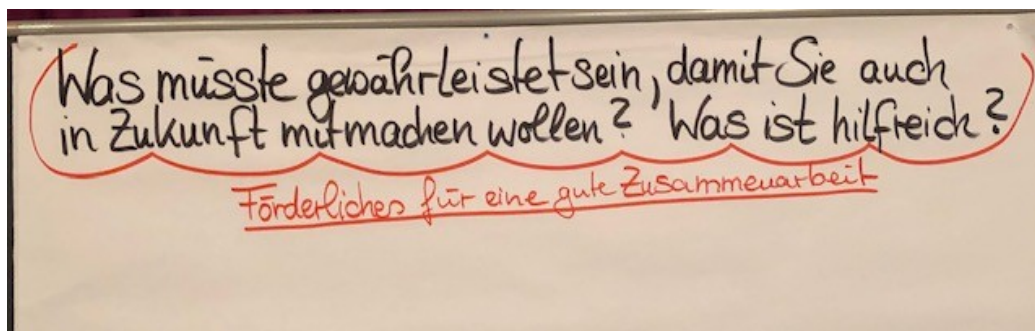 Was müsste gewährleistet sein, damit Sie auch
in Zukunft mitmachen wollen? Was ist hilfreich?
Förderliches für eine gute Zusammenarbeit